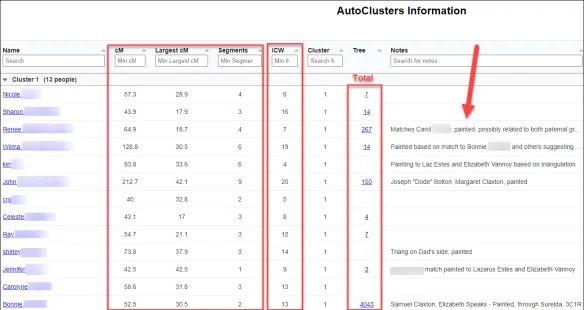 AutoClusters Information
Name cM Largest cM Segments ICW Cluster Tree Notes
Search Min cM Min Largest cM Min Segmer Min # Search fi Search for notes
Total
Cluster 1 (13 people)
Nicole 57.3 28.9 4 6 1 7
Sharon 43.9 17.9 3 16 1 14
Renee 64.9 18.7 4 7 1 267 Matches Carol r, painted, possibly related to both paternal gr...
Wilma 128.8 30.5 6 19 1 14 Painted based on match to Bonnie and others suggesting ...
kim 93.8 33.6 6 4 1 Painting to Laz Estes and Elizabeth Vannoy based on triangulation
John 212.7 42.1 9 20 1 150 Joseph "Dode" Bolton, Margaret Claxton, painted
cro 40 32.8 2 5 1
Celeste 43.1 17 3 8 1 4
Ray 54.7 21.1 3 12 1 7
shirley 73.8 37.9 3 14 1 Triang on Dad's side, painted
Jennifer 42.5 42.5 1 9 1 3 match painted to Lazarus Estes and Elizabeth Vannoy
Carolyne 58.6 31.8 3 13 1
Bonnie 52.5 30.5 2 13 1 4043 Samuel Claxton, Elizabeth Speaks - Painted, through Surelda, 3C1R